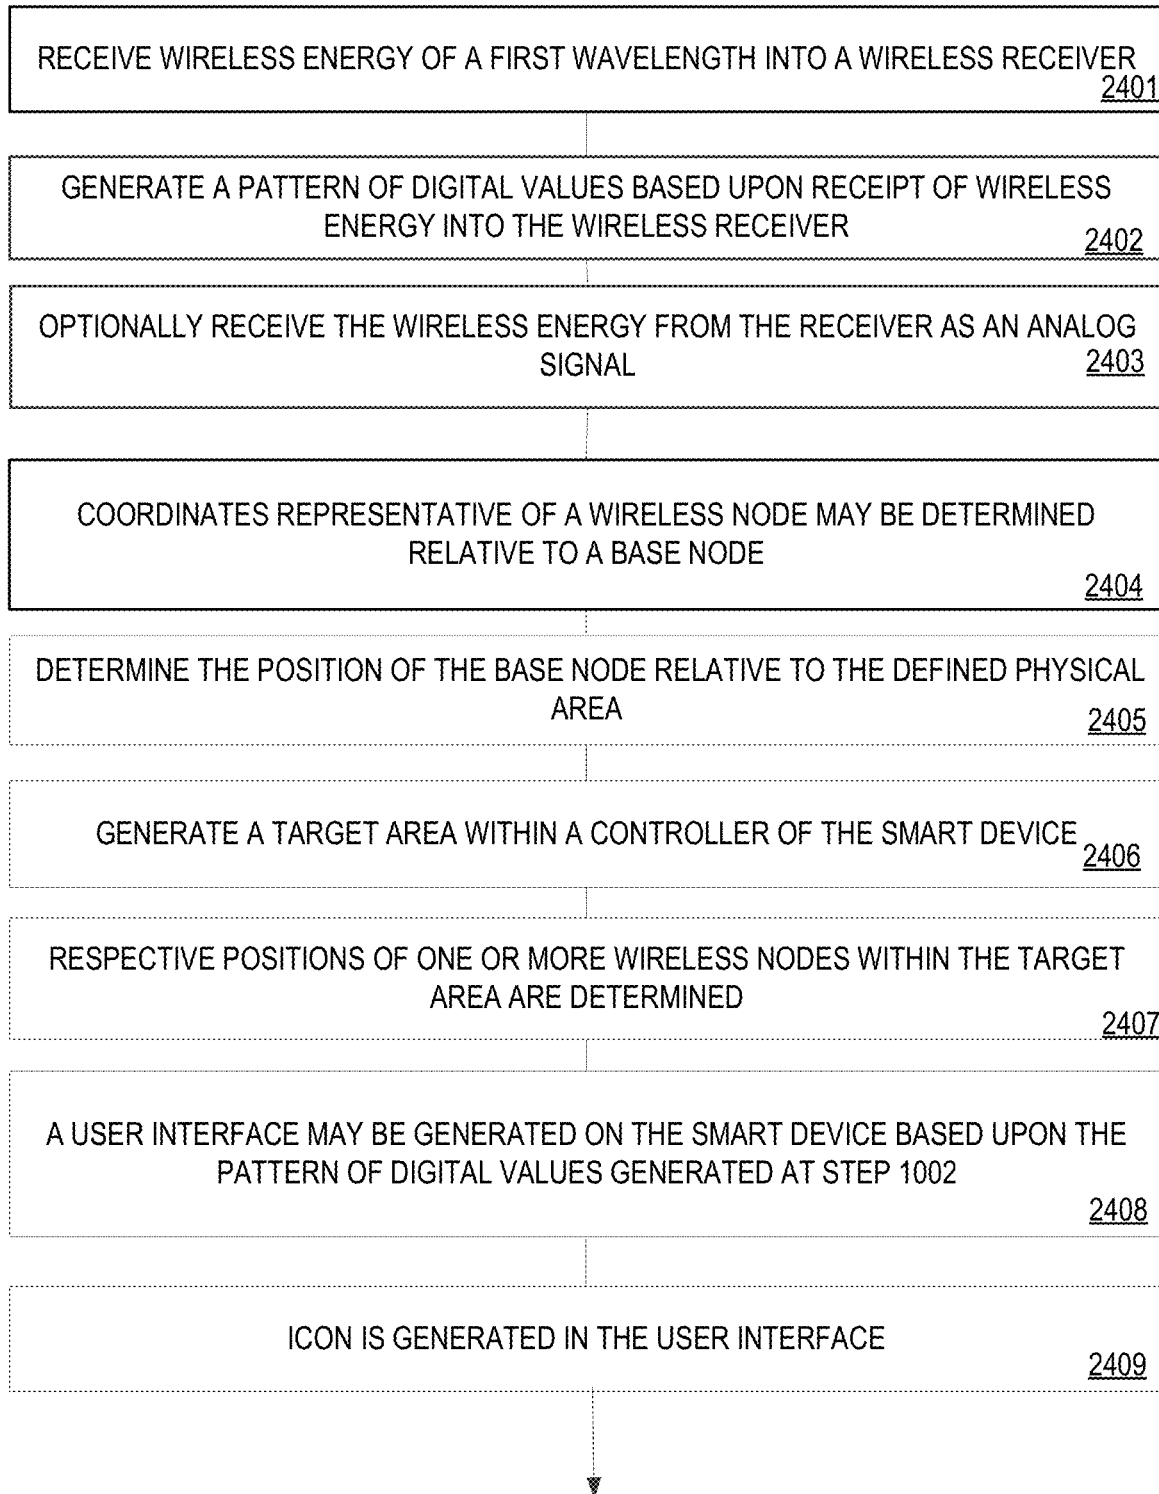 RECEIVE WIRELESS ENERGY OF A FIRST WAVELENGTH INTO A WIRELESS RECEIVER
2401
GENERATE A PATTERN OF DIGITAL VALUES BASED UPON RECEIPT OF WIRELESS
ENERGY INTO THE WIRELESS RECEIVER
2402
OPTIONALLY RECEIVE THE WIRELESS ENERGY FROM THE RECEIVER AS AN ANALOG
SIGNAL
2403
COORDINATES REPRESENTATIVE OF A WIRELESS NODE MAY BE DETERMINED
RELATIVE TO A BASE NODE
2404
DETERMINE THE POSITION OF THE BASE NODE RELATIVE TO THE DEFINED PHYSICAL
AREA
2405
GENERATE A TARGET AREA WITHIN A CONTROLLER OF THE SMART DEVICE
2406
RESPECTIVE POSITIONS OF ONE OR MORE WIRELESS NODES WITHIN THE TARGET
AREA ARE DETERMINED
2407
A USER INTERFACE MAY BE GENERATED ON THE SMART DEVICE BASED UPON THE
PATTERN OF DIGITAL VALUES GENERATED AT STEP 1002
2408
ICON IS GENERATED IN THE USER INTERFACE
2409